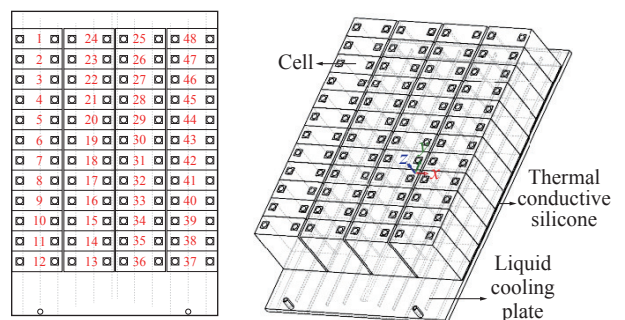 1 24 25 48
2 23 26 47
3 22 27 46
4 21 28 45
5 20 29 44
6 19 30 43
7 18 31 42
8 17 32 41
9 16 33 40
10 15 34 39
11 14 35 38
12 13 36 37
Cell
Y
Z
X
Thermal
conductive
silicone
Liquid
cooling
plate